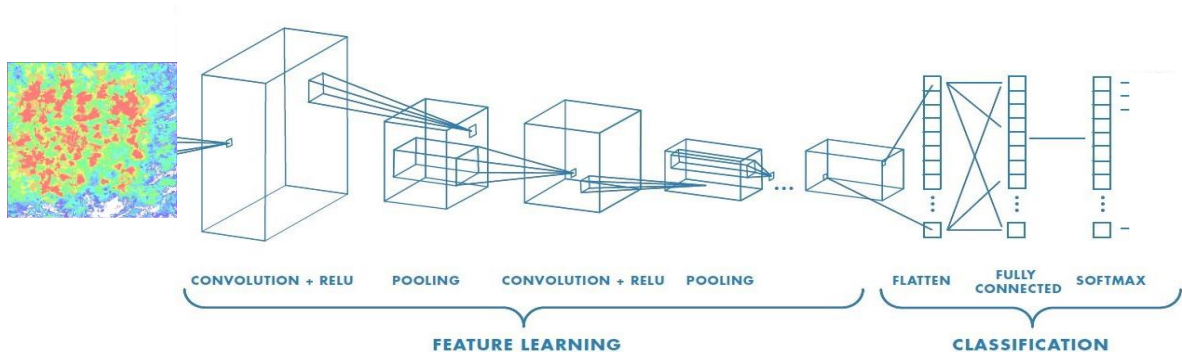 CONVOLUTION + RELU
POOLING
CONVOLUTION + RELU
POOLING
FLATTEN
FULLY
CONNECTED
SOFTMAX
FEATURE LEARNING
CLASSIFICATION